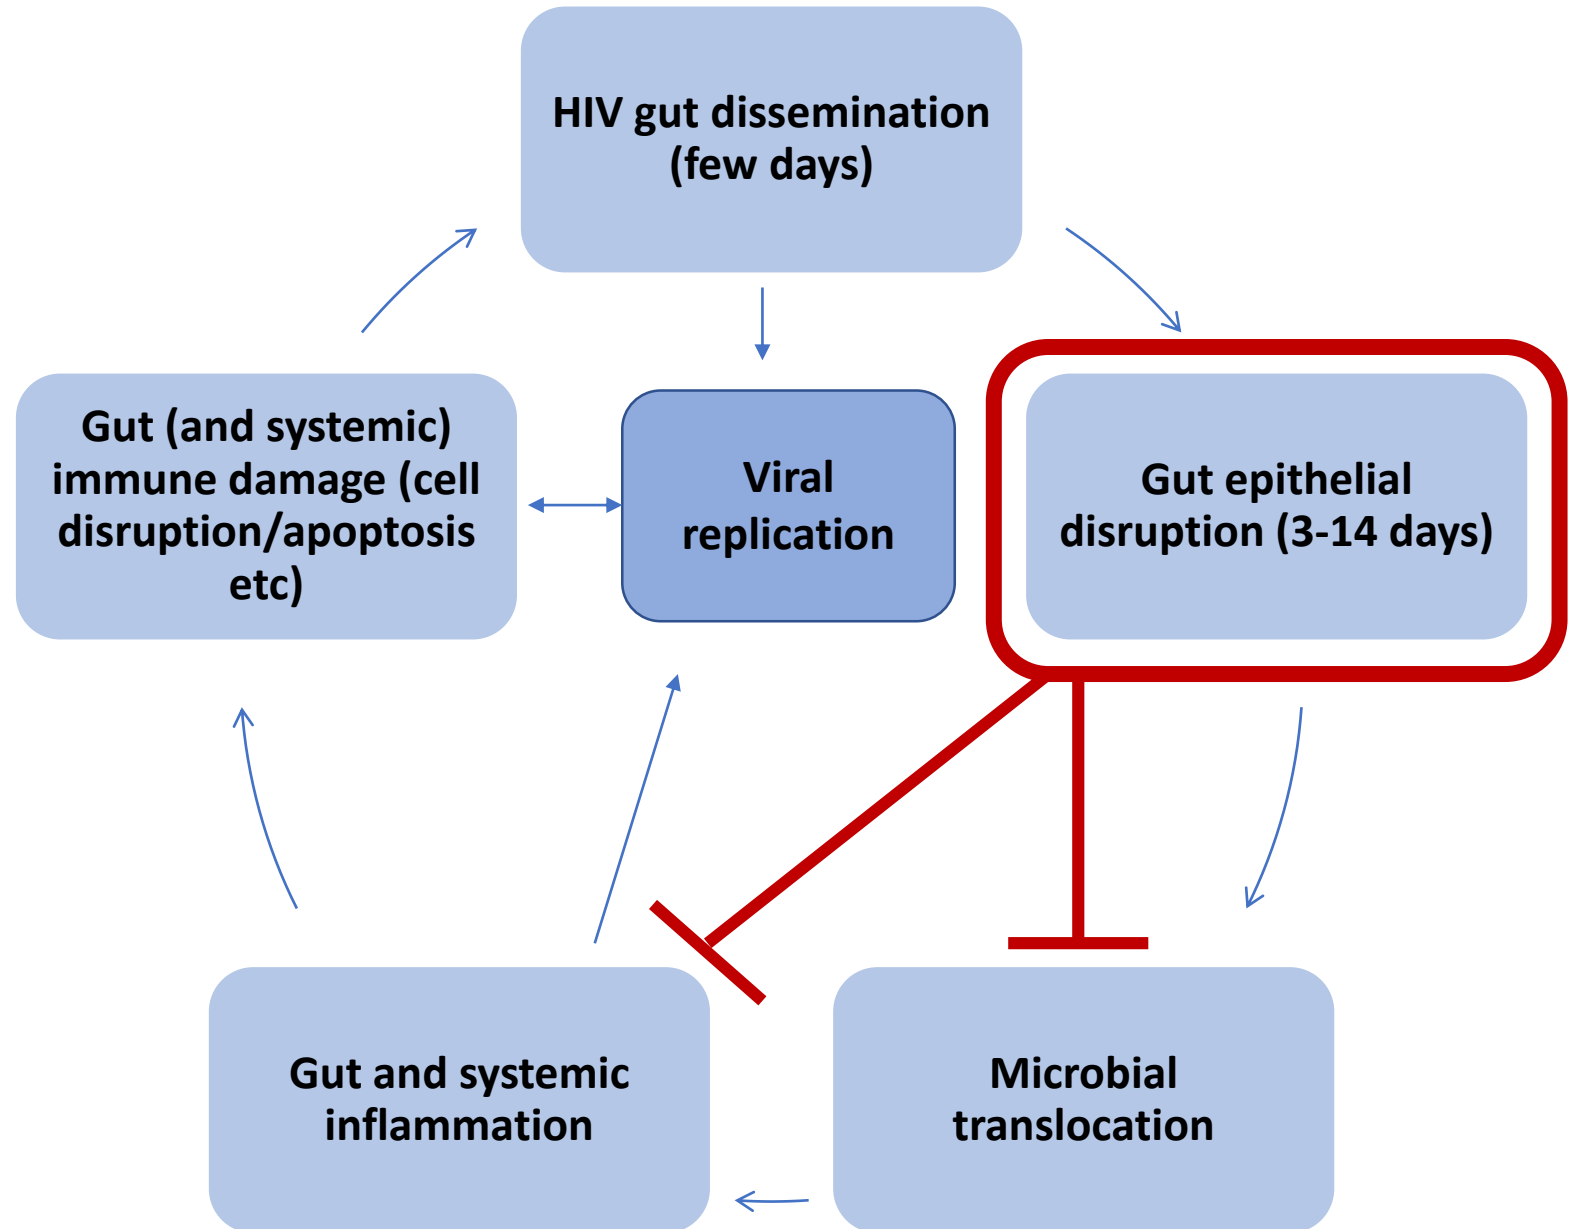 HIV gut dissemination
(few days)
Gut (and systemic)
immune damage (cell
disruption/apoptosis
etc)
Viral
replication
Gut epithelial
disruption (3-14 days)
Gut and systemic
inflammation
Microbial
translocation